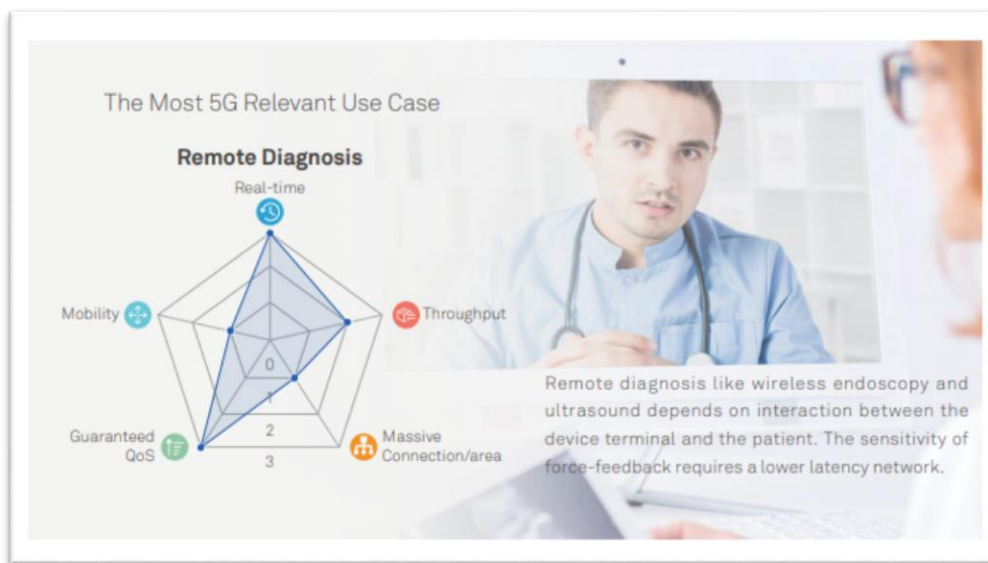 The Most 5G Relevant Use Case
Remote Diagnosis
Real-time
Mobility
Throughput
0
1
2
3
Guaranteed
QoS
Massive
Connection/area
Remote diagnosis like wireless endoscopy and
ultrasound depends on interaction between the
device terminal and the patient. The sensitivity of
force-feedback requires a lower latency network.